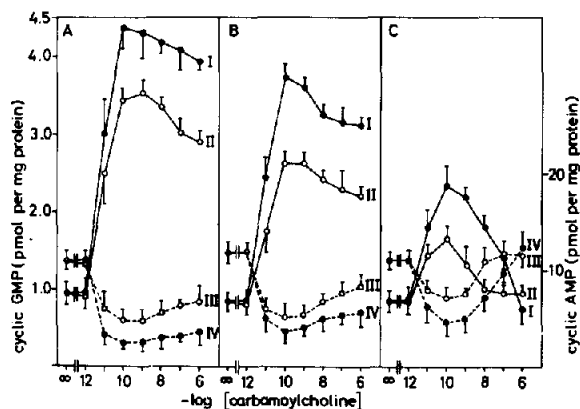 4.5
4.0
3.0
2.0
1.0
cyclic GMP (pmol per mg protein)
A
I
II
III
IV
∞ 12 10 8 6
B
I
II
III
IV
∞ 12 10 8 6
C
IV
III
II
I
∞ 12 10 8 6
20
10
cyclic AMP (pmol per mg protein)
-log [carbamoylcholine]